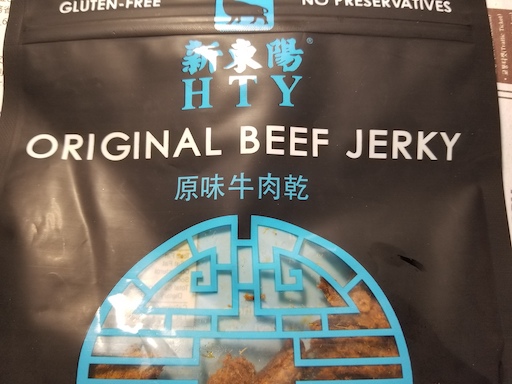 GLUTEN-FREE
NO PRESERVATIVES
新東陽®
HTY
ORIGINAL BEEF JERKY
原味牛肉乾